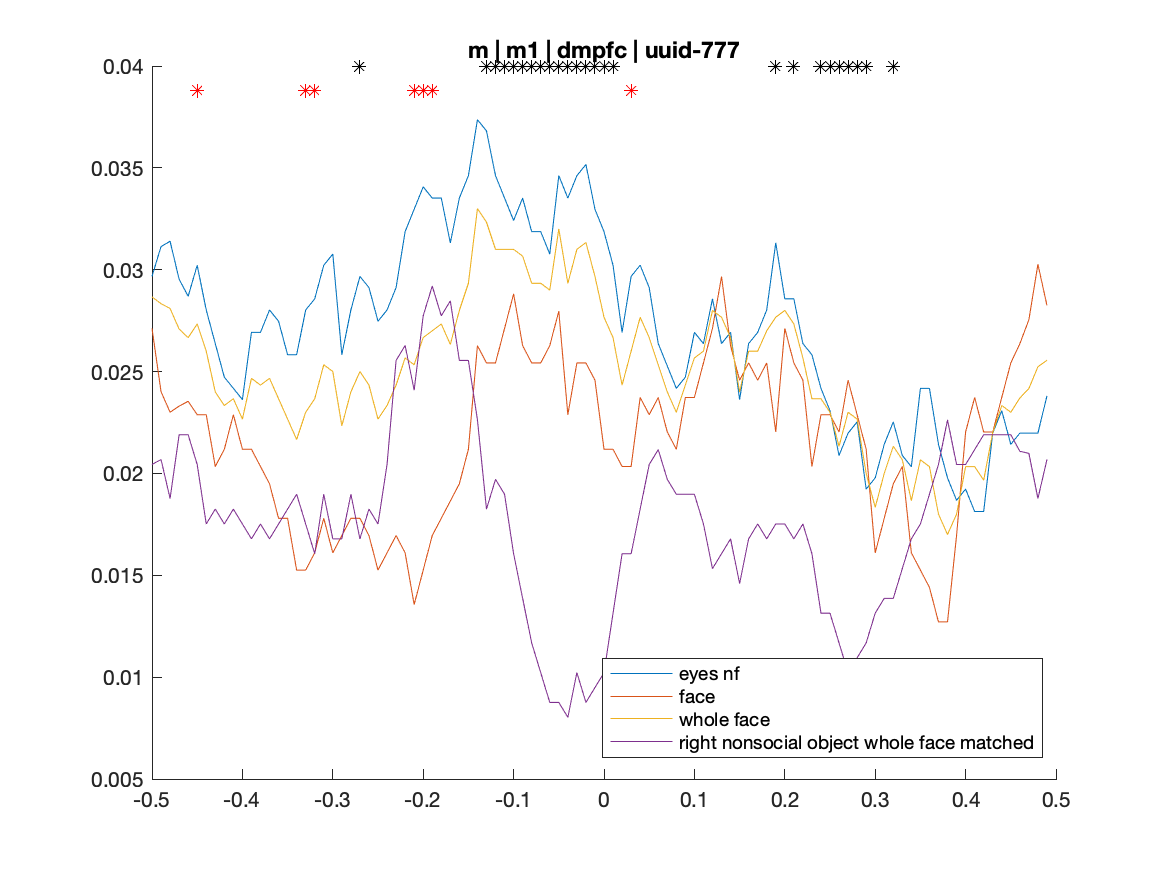 m | m1 | dmpfc | uuid-777
0.04
0.035
0.03
0.025
0.02
0.015
0.01
0.005
-0.5 -0.4 -0.3 -0.2 -0.1 0 0.1 0.2 0.3 0.4 0.5
eyes nf
face
whole face
right nonsocial object whole face matched